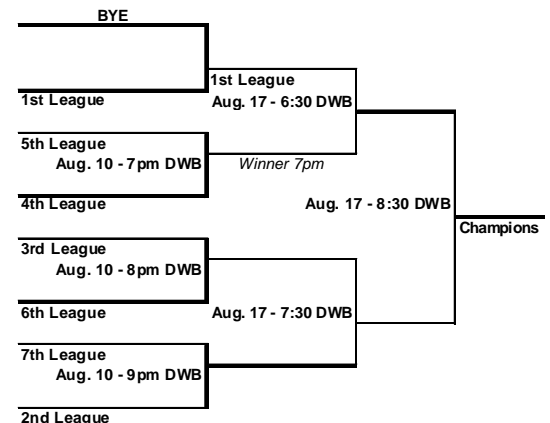 BYE
1st League
1st League
Aug. 17 - 6:30 DWB
5th League
Aug. 10 - 7pm DWB
Winner 7pm
4th League
Aug. 17 - 8:30 DWB
Champions
3rd League
Aug. 10 - 8pm DWB
6th League
Aug. 17 - 7:30 DWB
7th League
Aug. 10 - 9pm DWB
2nd League